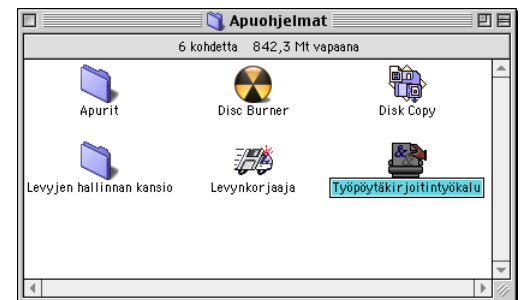 Apuohjelmat
6 kohdetta 842,3 Mt vapaana
Apurit
Disc Burner
Disk Copy
Levyjen hallinnan kansio
Levynkorjaaja
Työpöytäkirjoitintyökalu